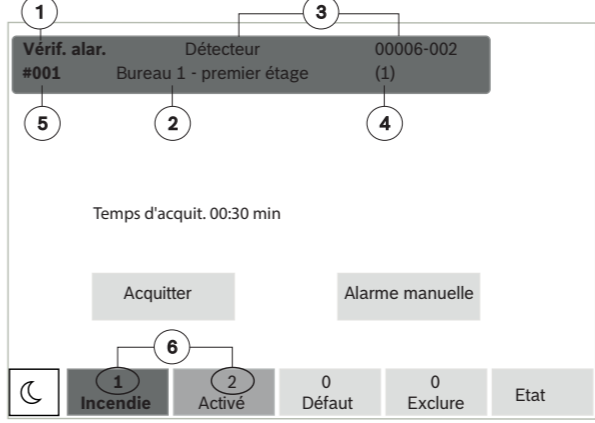 1 3
Vérif. alar. Détecteur 00006-002
#001 Bureau 1 - premier étage (1)
5 2 4
Temps d'acquit. 00:30 min
Acquitter Alarme manuelle
6
1 2 0 0
Incendie Activé Défaut Exclure Etat